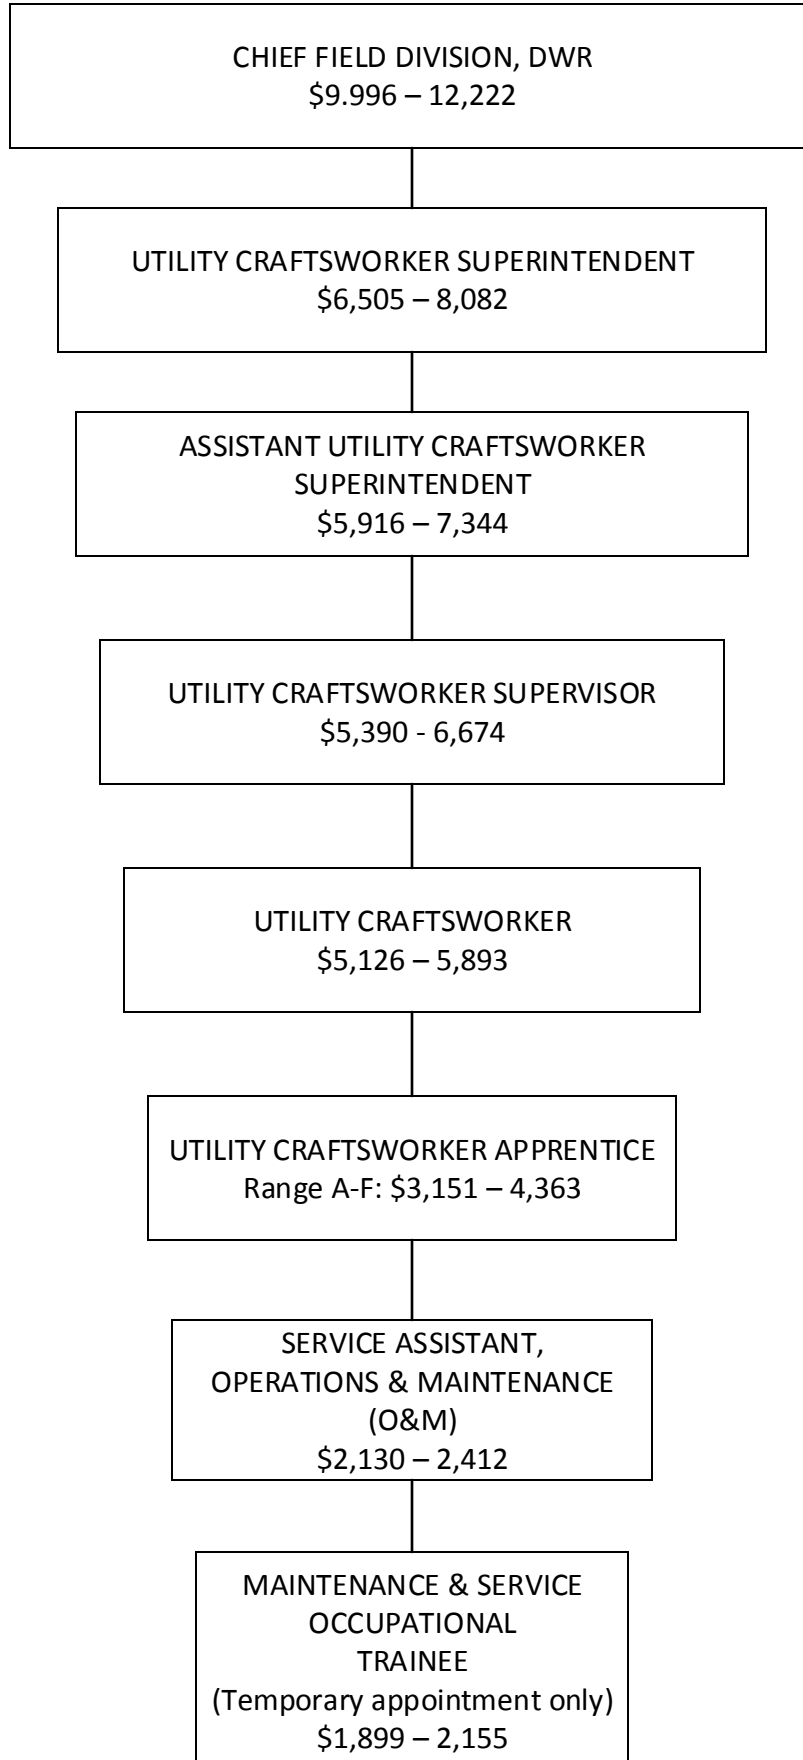 CHIEF FIELD DIVISION, DWR
$9.996 – 12,222
UTILITY CRAFTSWORKER SUPERINTENDENT
$6,505 – 8,082
ASSISTANT UTILITY CRAFTSWORKER
SUPERINTENDENT
$5,916 – 7,344
UTILITY CRAFTSWORKER SUPERVISOR
$5,390 - 6,674
UTILITY CRAFTSWORKER
$5,126 – 5,893
UTILITY CRAFTSWORKER APPRENTICE
Range A-F: $3,151 – 4,363
SERVICE ASSISTANT,
OPERATIONS & MAINTENANCE
(O&M)
$2,130 – 2,412
MAINTENANCE & SERVICE
OCCUPATIONAL
TRAINEE
(Temporary appointment only)
$1,899 – 2,155